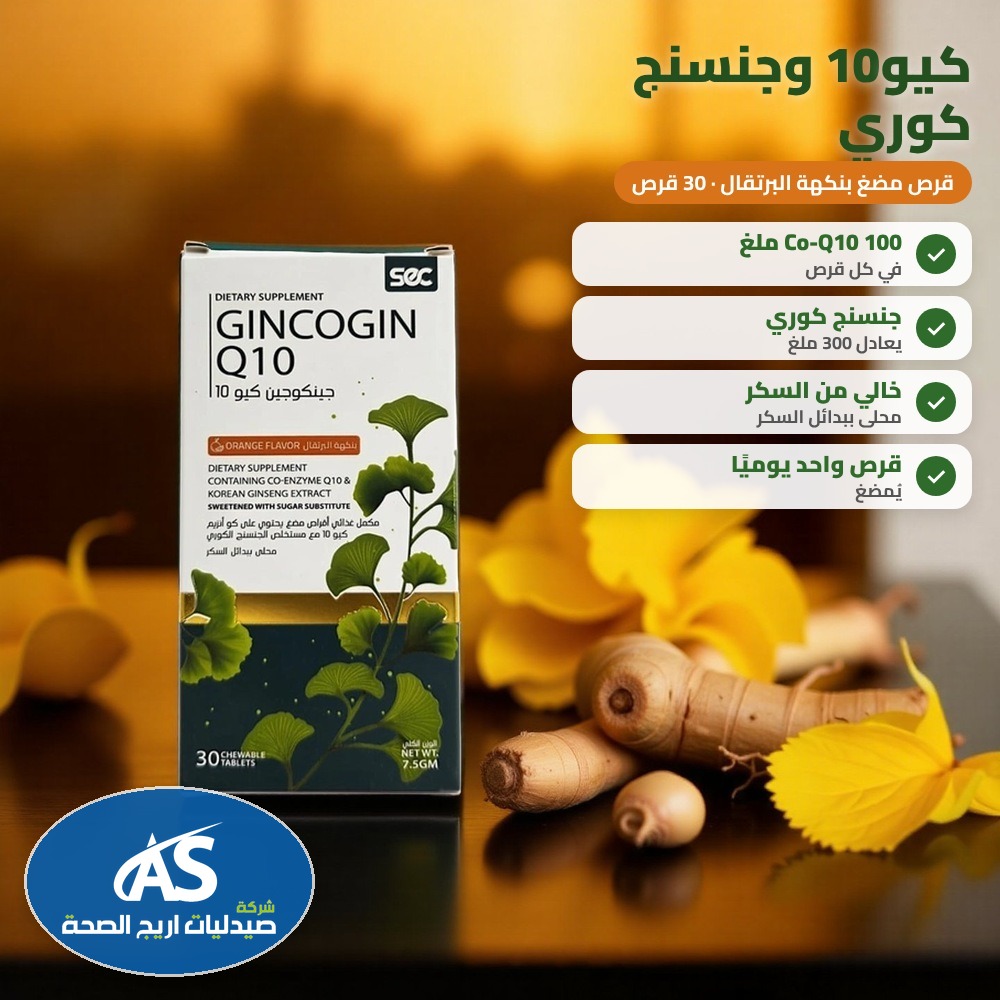 كيو10 وجنسنج
كوري
قرص مضغ بنكهة البرتقال · 30 قرص
Co-Q10 100 ملغ
في كل قرص
جنسنج كوري
يعادل 300 ملغ
خالي من السكر
محلى ببدائل السكر
قرص واحد يوميًا
يُمضغ
sec
DIETARY SUPPLEMENT
GINCOGIN
Q10
جينكوجين كيو 10
ORANGE FLAVOR بنكهة البرتقال
DIETARY SUPPLEMENT
CONTAINING CO-ENZYME Q10 &
KOREAN GINSENG EXTRACT
SWEETENED WITH SUGAR SUBSTITUTE
مكمل غذائي أقراص مضغ يحتوي على كو أنزيم
كيو 10 مع مستخلص الجنسنج الكوري
محلى ببدائل السكر
30 CHEWABLE
TABLETS
الوزن الكلي
NET WT.
7.5GM
AS
شركة
صيدليات اريج الصحة